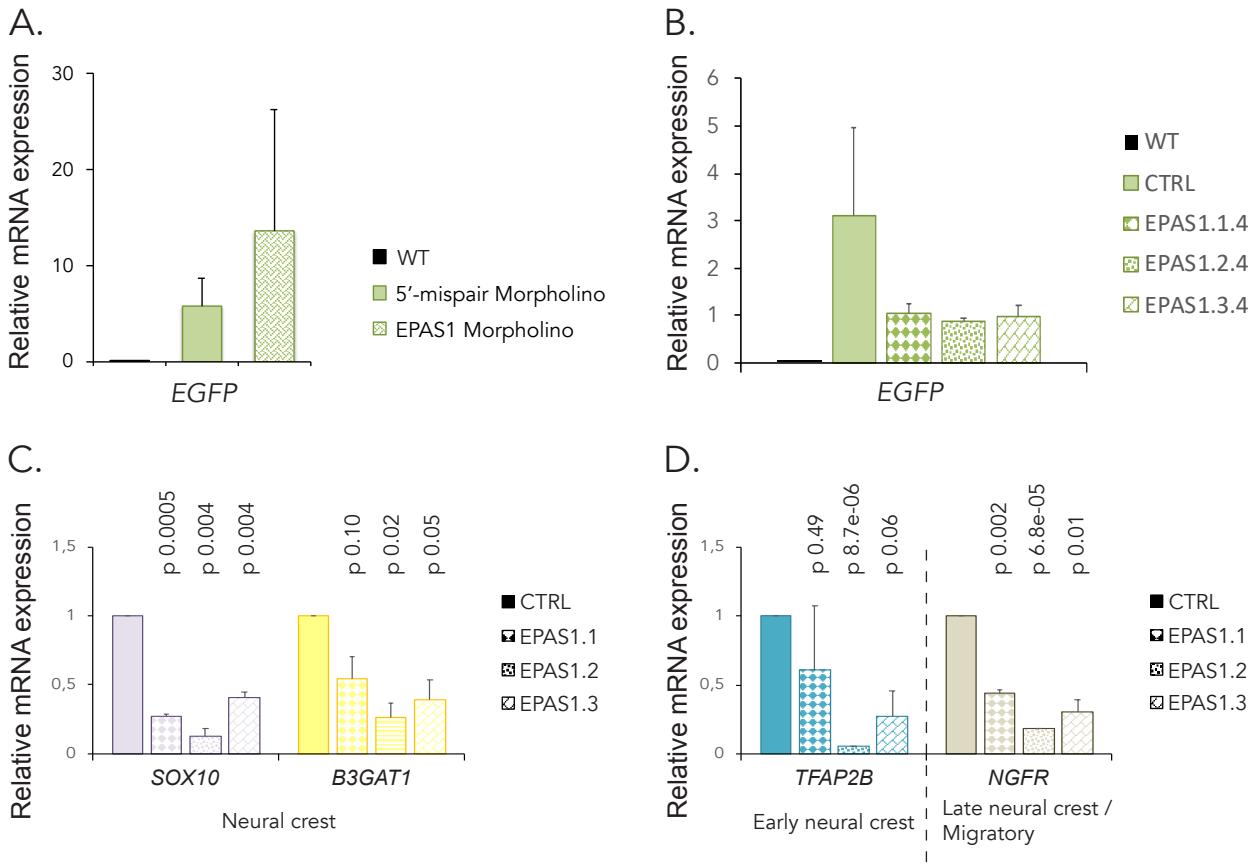 A.
Relative mRNA expression
30
20
10
0
EGFP
WT
5'-mispair Morpholino
EPAS1 Morpholino
B.
Relative mRNA expression
6
5
4
3
2
1
0
EGFP
WT
CTRL
EPAS1.1.4
EPAS1.2.4
EPAS1.3.4
C.
Relative mRNA expression
1,5
1
0,5
0
p 0.0005
p 0.004
p 0.004
p 0.10
p 0.02
p 0.05
SOX10
B3GAT1
Neural crest
CTRL
EPAS1.1
EPAS1.2
EPAS1.3
D.
Relative mRNA expression
1,5
1
0,5
0
p 0.49
p 8.7e-06
p 0.06
p 0.002
p 6.8e-05
p 0.01
TFAP2B
NGFR
Early neural crest
Late neural crest /
Migratory
CTRL
EPAS1.1
EPAS1.2
EPAS1.3